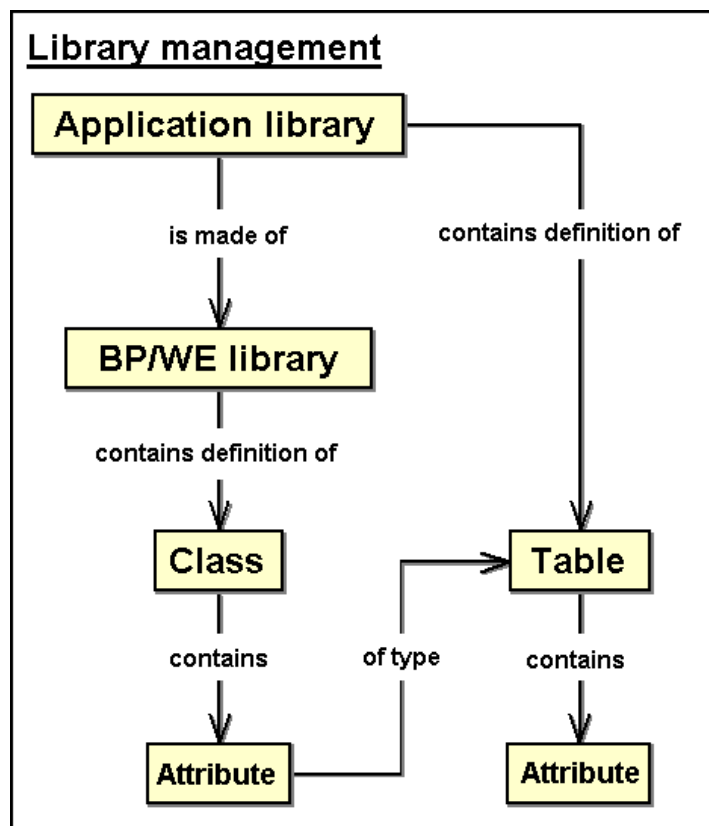 Library management
Application library
is made of
contains definition of
BP/WE library
contains definition of
Class
Table
contains
of type
contains
Attribute
Attribute